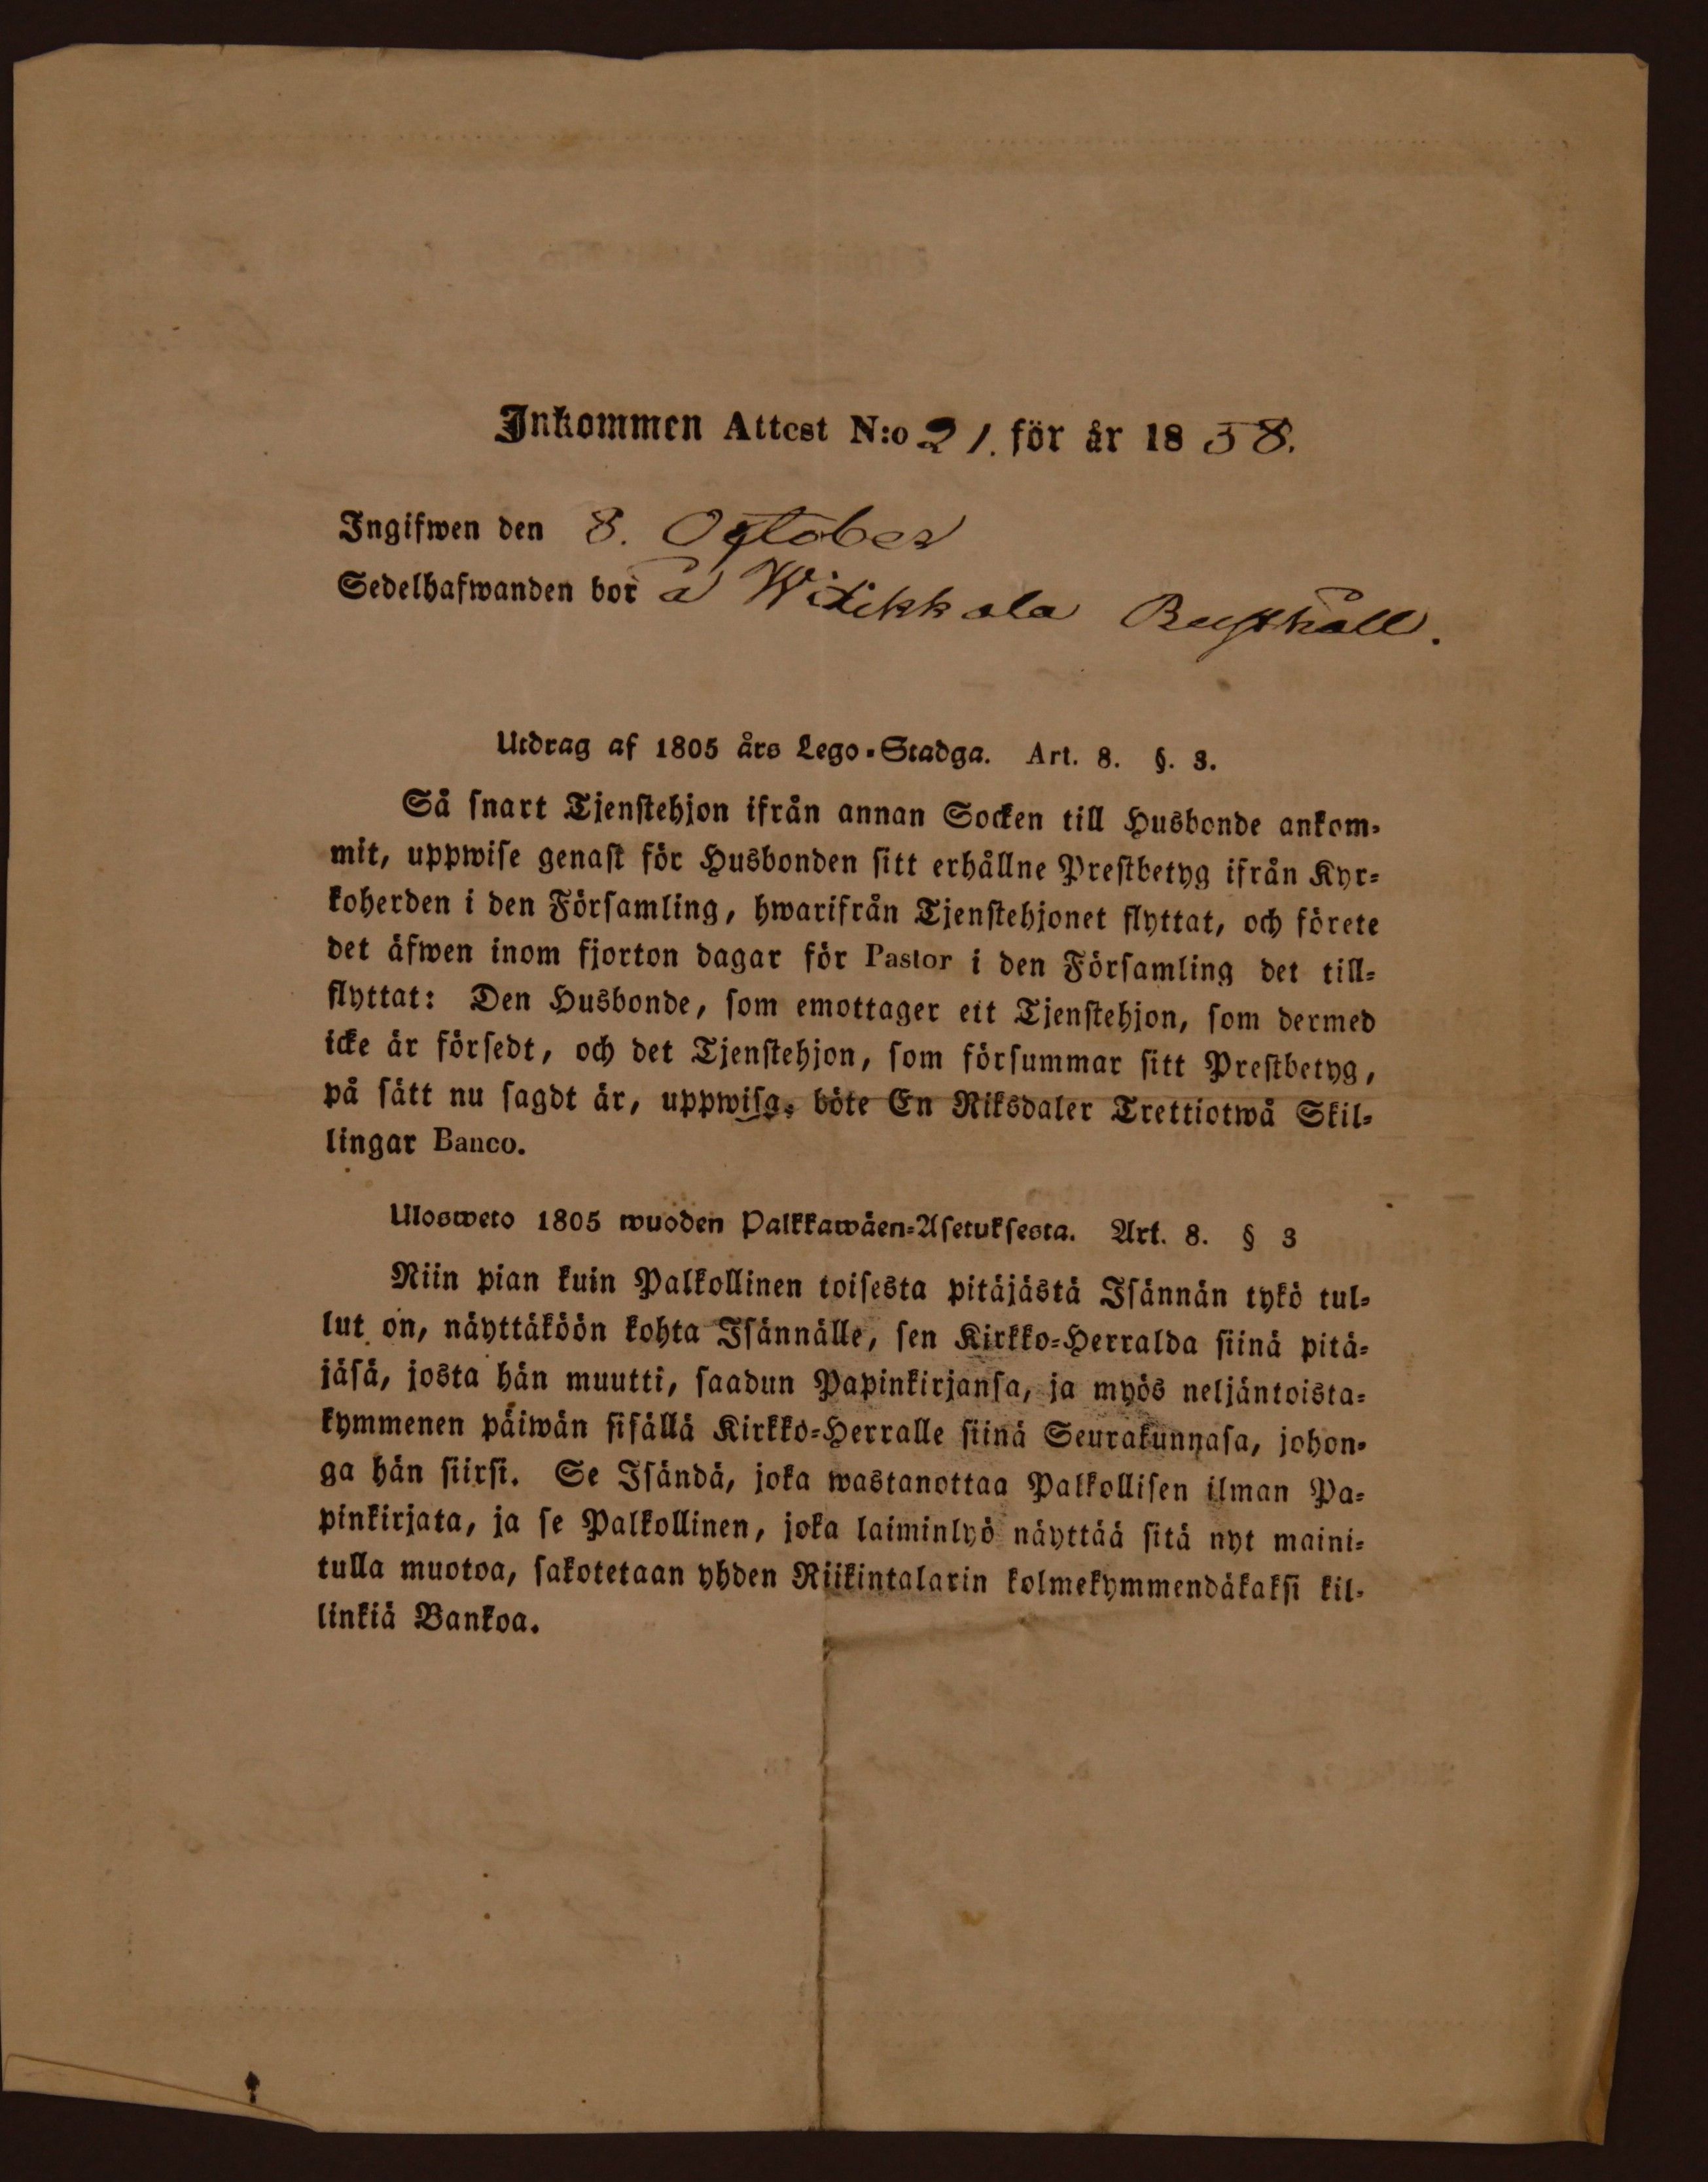 Inkommen Attest N:o 21. för år 1858.
Ingifwen den 8. October
Sedelhafwanden bor å Witikkala Rusthåll.
Utdrag af 1805 års Lego-Stadga. Art. 8. §. 3.
Så snart Tjenstehjon ifrån annan Socken till Husbonde ankom-
mit, uppwise genast för Husbonden sitt erhållne Prestbetyg ifrån Kyr-
koherden i den Församling, hwarifrån Tjenstehjonet flyttat, och förete
det äfwen inom fjorton dagar för Pastor i den Församling det till-
flyttat: Den Husbonde, som emottager ett Tjenstehjon, som dermed
icke är försedt, och det Tjenstehjon, som försummar sitt Prestbetyg,
på sätt nu sagdt är, uppwisa, böte En Riksdaler Trettiotwå Skil-
lingar Banco.
Ulosweto 1805 wuoden Palkkawäen-Asetuksesta. Art. 8. § 3
Niin pian kuin Palkollinen toisesta pitäjästä Isännän tykö tul-
lut on, näyttäköön kohta Isännälle, sen Kirkko-Herralda siinä pitä-
jäsä, josta hän muutti, saadun Papinkirjansa, ja myös neljäntoista-
kymmenen päiwän sisällä Kirkko-Herralle siinä Seurakunnasa, johon-
ga hän siirsi. Se Isändä, joka wastanottaa Palkollisen ilman Pa-
pinkirjata, ja se Palkollinen, joka laiminlyö näyttää sitä nyt maini-
tulla muotoa, sakotetaan yhden Riikintalarin kolmekymmendäkaksi kil-
linkiä Bankoa.